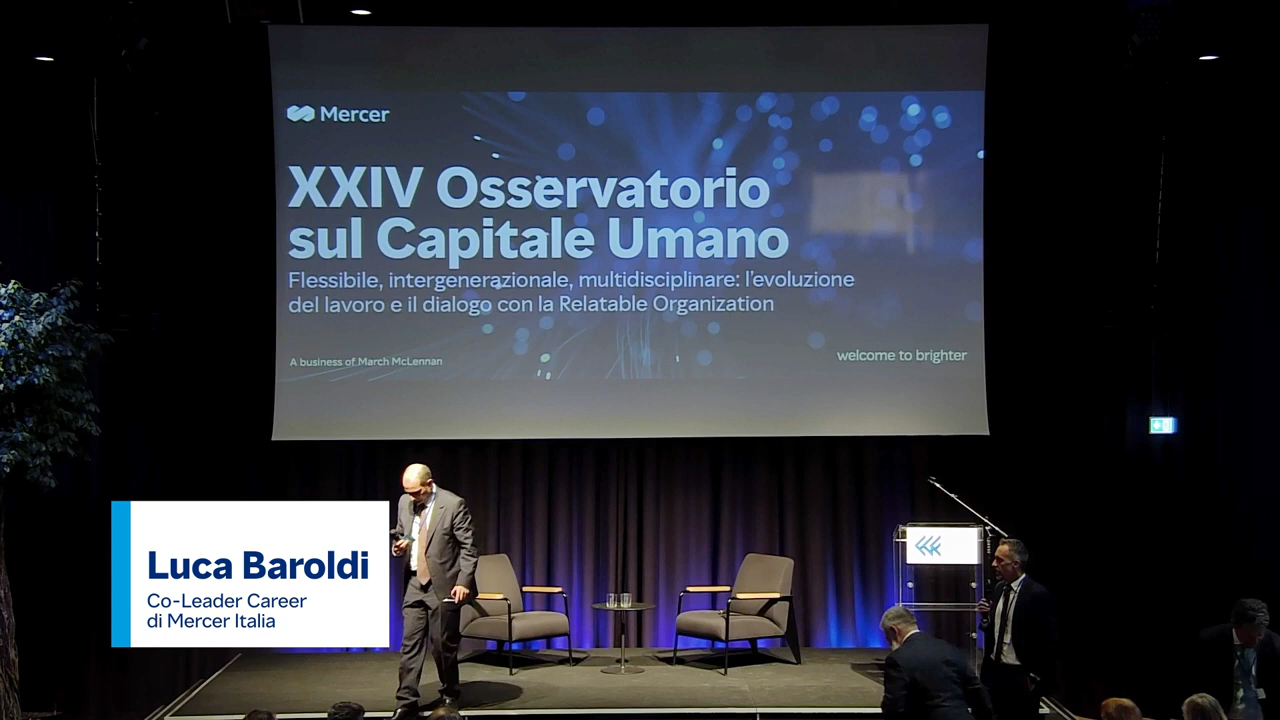 Mercer
XXIV Osservatorio
sul Capitale Umano
Flessibile, intergenerazionale, multidisciplinare: l'evoluzione
del lavoro e il dialogo con la Relatable Organization
A business of March McLennan
welcome to brighter
Luca Baroldi
Co-Leader Career
di Mercer Italia